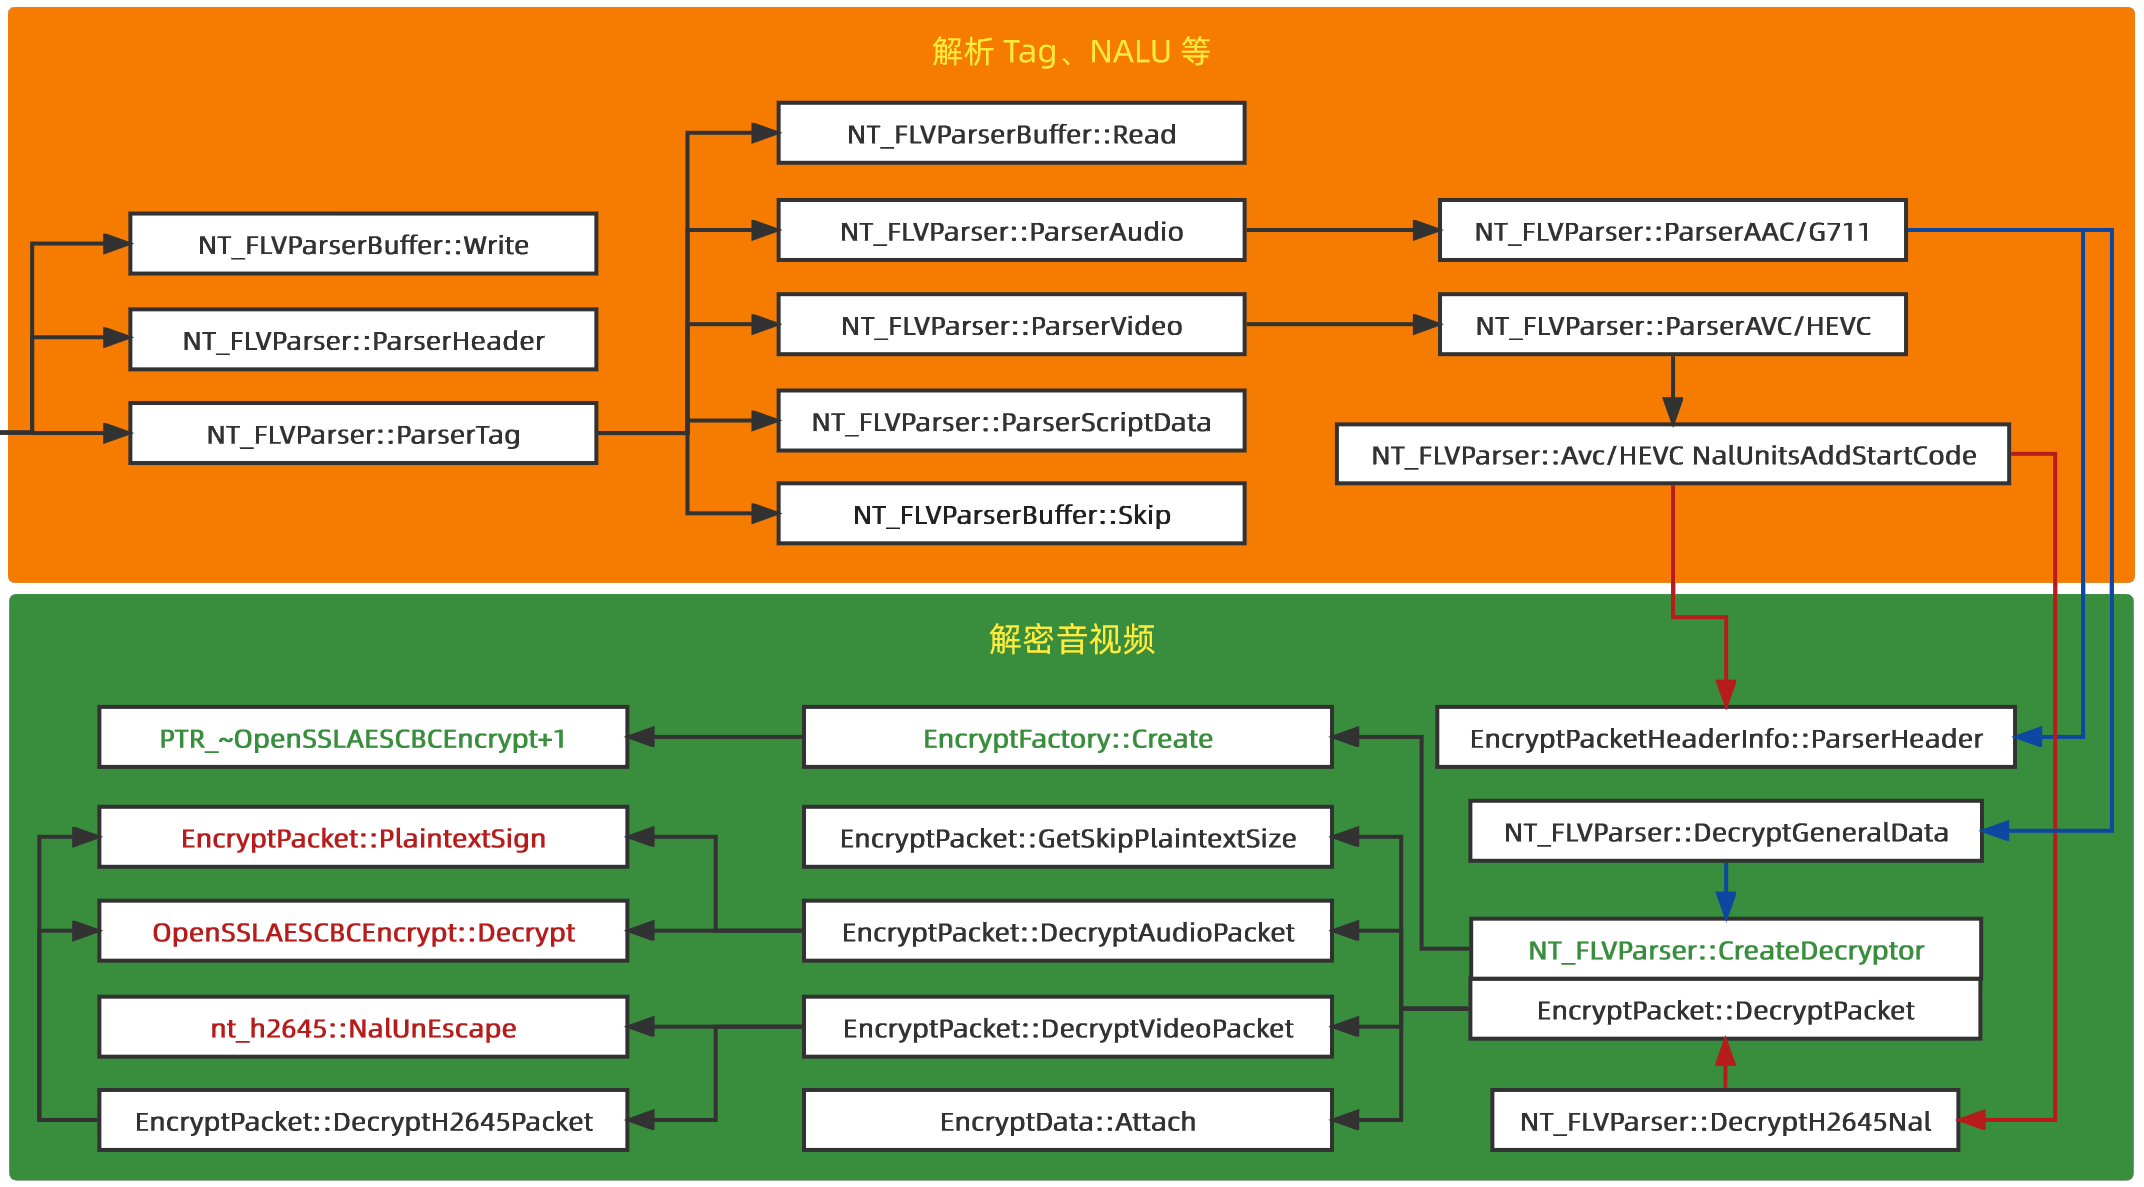 解析 Tag、NALU 等
NT_FLVParserBuffer::Write
NT_FLVParser::ParserHeader
NT_FLVParser::ParserTag
NT_FLVParserBuffer::Read
NT_FLVParser::ParserAudio
NT_FLVParser::ParserVideo
NT_FLVParser::ParserScriptData
NT_FLVParserBuffer::Skip
NT_FLVParser::ParserAAC/G711
NT_FLVParser::ParserAVC/HEVC
NT_FLVParser::Avc/HEVC NalUnitsAddStartCode
解密音视频
PTR_~OpenSSLAESCBCEncrypt+1
EncryptPacket::PlaintextSign
OpenSSLAESCBCEncrypt::Decrypt
nt_h2645::NalUnEscape
EncryptPacket::DecryptH2645Packet
EncryptFactory::Create
EncryptPacket::GetSkipPlaintextSize
EncryptPacket::DecryptAudioPacket
EncryptPacket::DecryptVideoPacket
EncryptData::Attach
EncryptPacketHeaderInfo::ParserHeader
NT_FLVParser::DecryptGeneralData
NT_FLVParser::CreateDecryptor
EncryptPacket::DecryptPacket
NT_FLVParser::DecryptH2645Nal